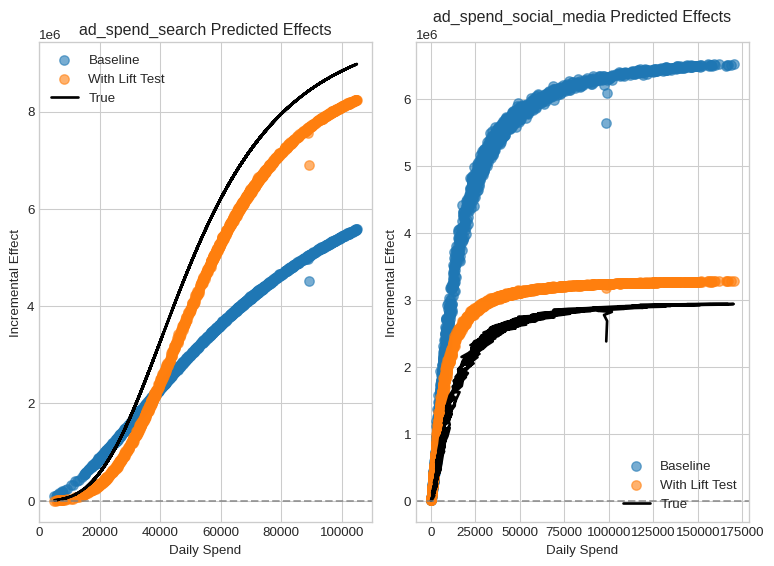 ad_spend_search Predicted Effects
1e6
Baseline
With Lift Test
True
8
6
4
2
0
Incremental Effect
0 20000 40000 60000 80000 100000
Daily Spend
ad_spend_social_media Predicted Effects
1e6
6
5
4
3
2
1
0
Incremental Effect
Baseline
With Lift Test
True
0 25000 50000 75000 100000 125000 150000 175000
Daily Spend